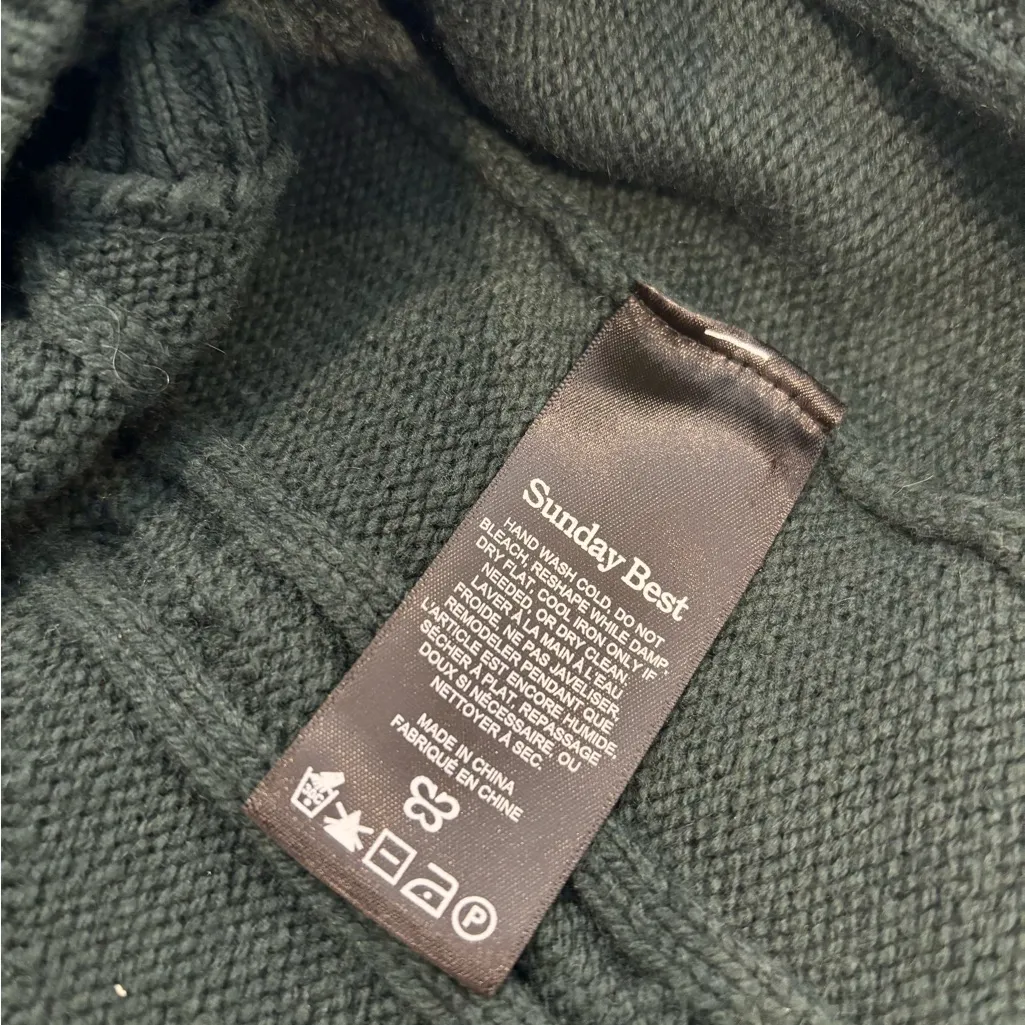 Sunday Best
HAND WASH COLD, DO NOT
BLEACH, RESHAPE WHILE DAMP,
DRY FLAT, COOL IRON ONLY IF
NEEDED, OR DRY CLEAN.
LAVER À LA MAIN À L'EAU
FROIDE, NE PAS JAVELISER,
REMODELER PENDANT QUE
L'ARTICLE EST ENCORE HUMIDE,
SÉCHER À PLAT, REPASSAGE
DOUX SI NÉCESSAIRE, OU
NETTOYER À SEC.
MADE IN CHINA
FABRIQUÉ EN CHINE
P